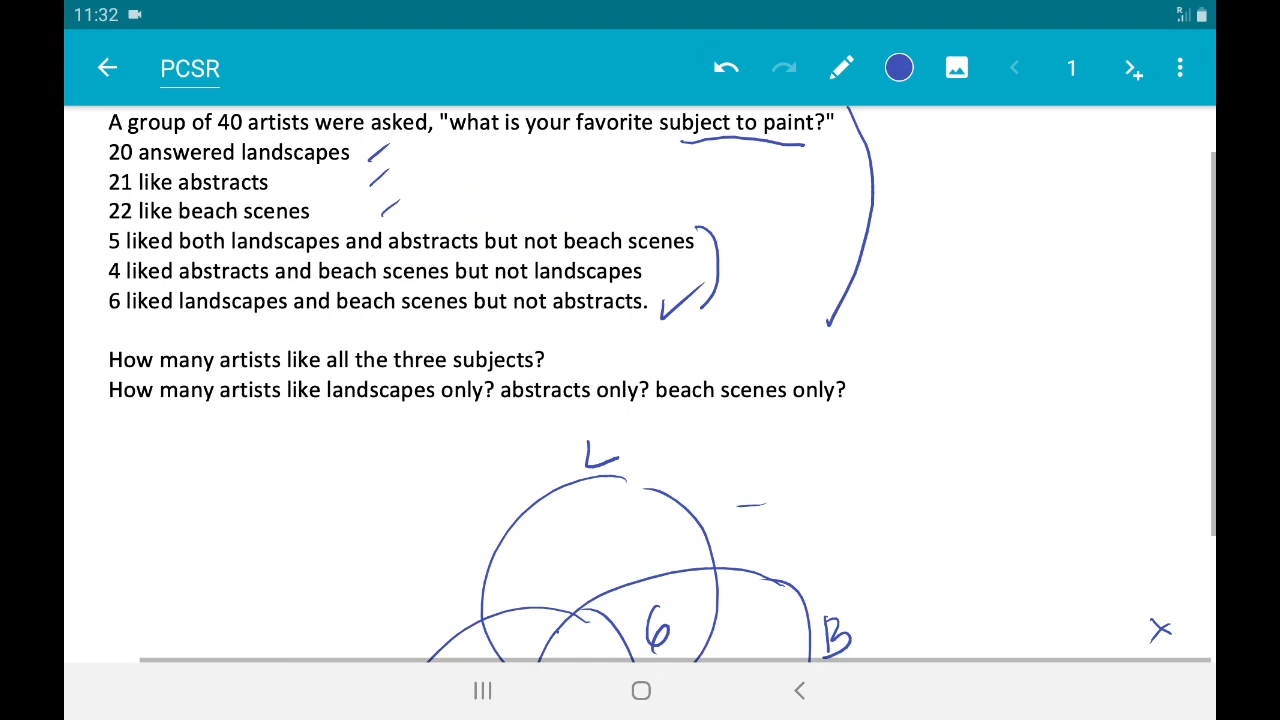 11:32
R
PCSR
1
A group of 40 artists were asked, "what is your favorite subject to paint?"
20 answered landscapes
21 like abstracts
22 like beach scenes
5 liked both landscapes and abstracts but not beach scenes
4 liked abstracts and beach scenes but not landscapes
6 liked landscapes and beach scenes but not abstracts.
How many artists like all the three subjects?
How many artists like landscapes only? abstracts only? beach scenes only?
L
6
B
x